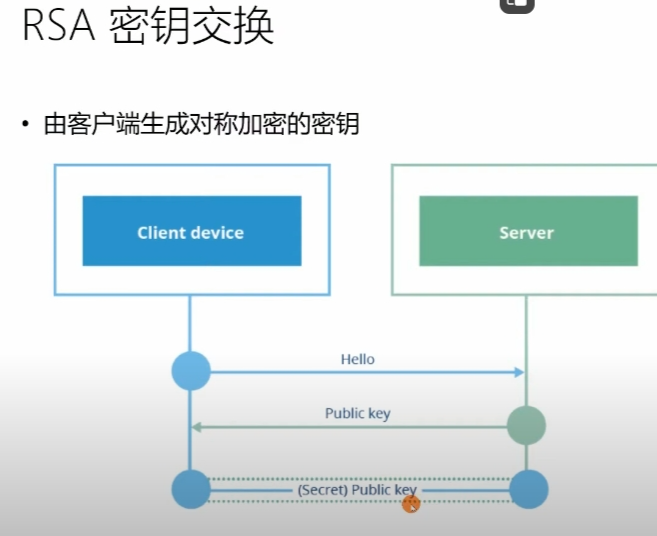 RSA 密钥交换
• 由客户端生成对称加密的密钥
Client device
Server
Hello
Public key
(Secret) Public key